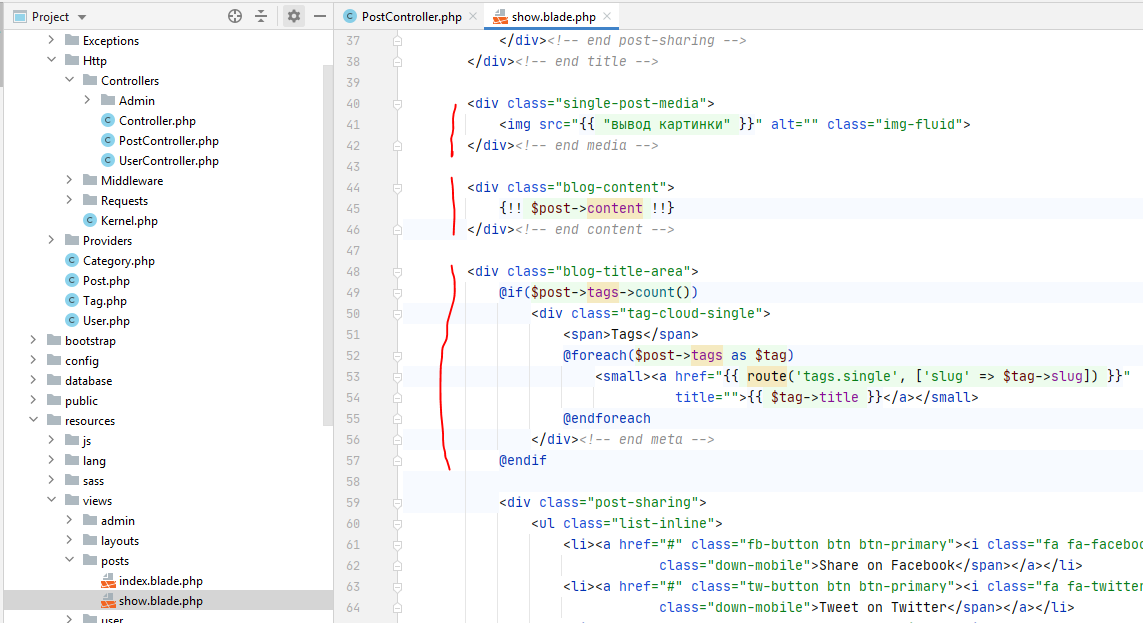 Project
Exceptions
Http
Controllers
Admin
Controller.php
PostController.php
UserController.php
Middleware
Requests
Kernel.php
Providers
Category.php
Post.php
Tag.php
User.php
bootstrap
config
database
public
resources
js
lang
sass
views
admin
layouts
posts
index.blade.php
show.blade.php
user
PostController.php
show.blade.php
37 </div><!-- end post-sharing -->
38 </div><!-- end title -->
39
40 <div class="single-post-media">
41 <img src="{{ "вывод картинки" }}" alt="" class="img-fluid">
42 </div><!-- end media -->
43
44 <div class="blog-content">
45 {!! $post->content !!}
46 </div><!-- end content -->
47
48 <div class="blog-title-area">
49 @if($post->tags->count())
50 <div class="tag-cloud-single">
51 <span>Tags</span>
52 @foreach($post->tags as $tag)
53 <small><a href="{{ route('tags.single', ['slug' => $tag->slug]) }}"
54 title="">{{ $tag->title }}</a></small>
55 @endforeach
56 </div><!-- end meta -->
57 @endif
58
59 <div class="post-sharing">
60 <ul class="list-inline">
61 <li><a href="#" class="fb-button btn btn-primary"><i class="fa fa-faceboo
62 class="down-mobile">Share on Facebook</span></a></li>
63 <li><a href="#" class="tw-button btn btn-primary"><i class="fa fa-twitter
64 class="down-mobile">Tweet on Twitter</span></a></li>